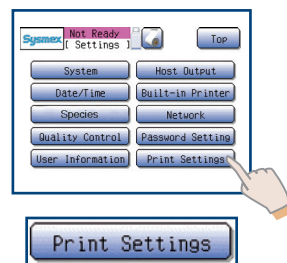 Sysmex Not Ready
[ Settings ]
Top
System Host Output
Date/Time Built-in Printer
Species Network
Quality Control Password Setting
User Information Print Settings
Print Settings